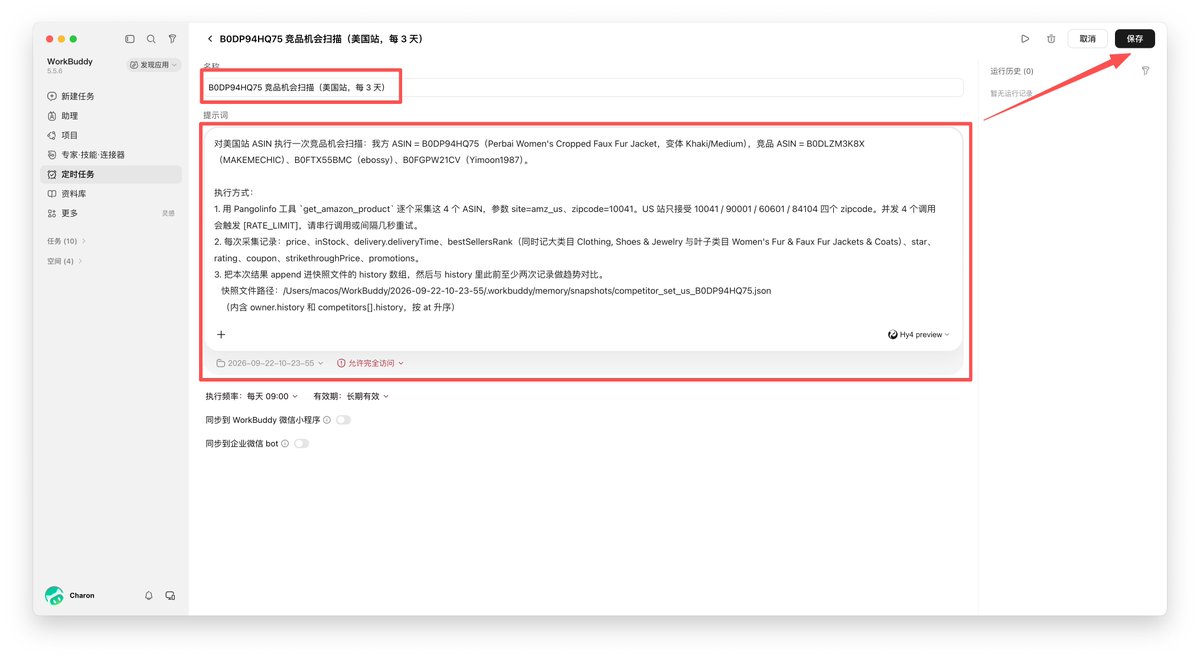 WorkBuddy
5.5.6
发现应用
新建任务
助理
项目
专家·技能·连接器
定时任务
资料库
更多
灵感
任务 (10)
空间 (4)
Charon
B0DP94HQ75 竞品机会扫描（美国站，每 3 天）
取消
保存
名称
B0DP94HQ75 竞品机会扫描（美国站，每 3 天）
提示词
对美国站 ASIN 执行一次竞品机会扫描：我方 ASIN = B0DP94HQ75（Perbai Women's Cropped Faux Fur Jacket，变体 Khaki/Medium），竞品 ASIN = B0DLZM3K8X
（MAKEMECHIC）、B0FTX55BMC（ebossy）、B0FGPW21CV（Yimoon1987）。
执行方式：
1. 用 Pangolinfo 工具 `get_amazon_product` 逐个采集这 4 个 ASIN，参数 site=amz_us、zipcode=10041。US 站只接受 10041 / 90001 / 60601 / 84104 四个 zipcode。并发 4 个调用
会触发 [RATE_LIMIT]，请串行调用或间隔几秒重试。
2. 每次采集记录：price、inStock、delivery.deliveryTime、bestSellersRank（同时记大类目 Clothing, Shoes & Jewelry 与叶子类目 Women's Fur & Faux Fur Jackets & Coats）、star、
rating、coupon、strikethroughPrice、promotions。
3. 把本次结果 append 进快照文件的 history 数组，然后与 history 里此前至少两次记录做趋势对比。
快照文件路径：/Users/macos/WorkBuddy/2026-09-22-10-23-55/.workbuddy/memory/snapshots/competitor_set_us_B0DP94HQ75.json
（内含 owner.history 和 competitors[].history，按 at 升序）
Hy4 preview
2026-09-22-10-23-55
允许完全访问
执行频率： 每天 09:00
有效期： 长期有效
同步到 WorkBuddy 微信小程序
同步到企业微信 bot
运行历史 (0)
暂无运行记录